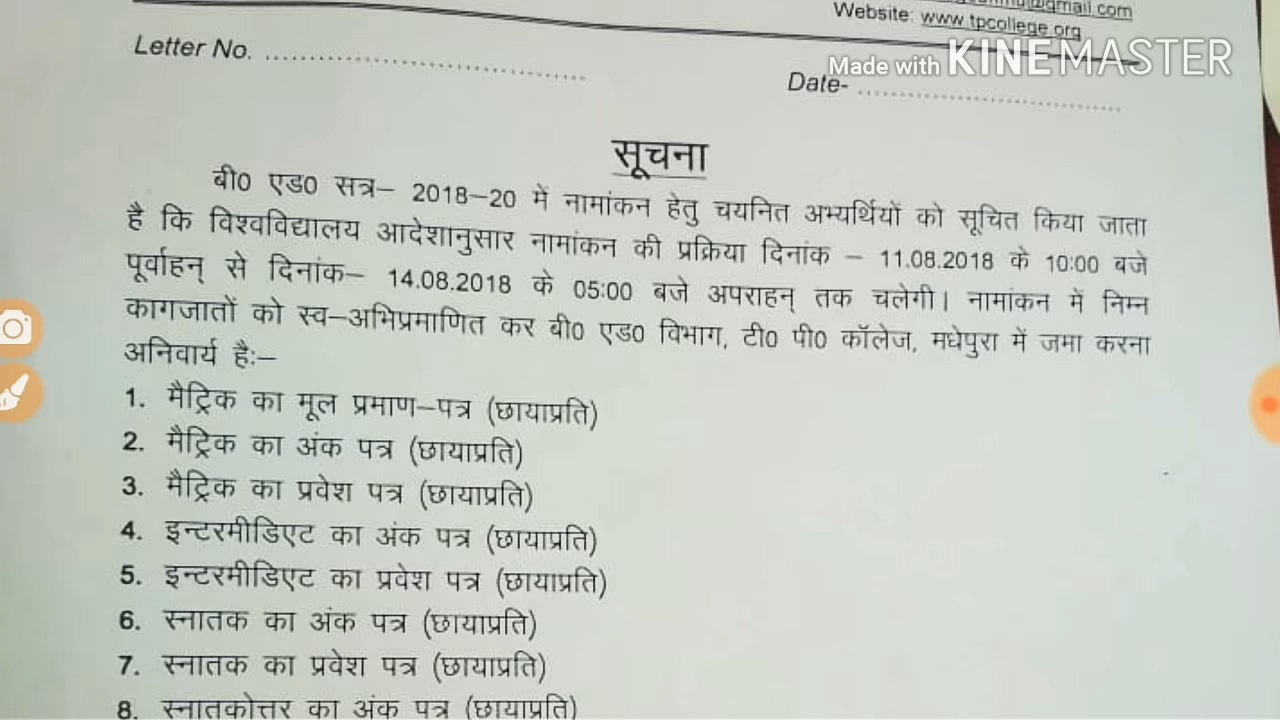 @gmail.com
Website: www.tpcollege.org
Made with KINEMASTER
Letter No. ........................................
Date- ................................
सूचना
बी0 एड0 सत्र– 2018–20 में नामांकन हेतु चयनित अभ्यर्थियों को सूचित किया जाता
है कि विश्वविद्यालय आदेशानुसार नामांकन की प्रक्रिया दिनांक – 11.08.2018 के 10:00 बजे
पूर्वाहन् से दिनांक– 14.08.2018 के 05:00 बजे अपराहन् तक चलेगी। नामांकन में निम्न
कागजातों को स्व–अभिप्रमाणित कर बी0 एड0 विभाग, टी0 पी0 कॉलेज, मधेपुरा में जमा करना
अनिवार्य है:–
1. मैट्रिक का मूल प्रमाण–पत्र (छायाप्रति)
2. मैट्रिक का अंक पत्र (छायाप्रति)
3. मैट्रिक का प्रवेश पत्र (छायाप्रति)
4. इन्टरमीडिएट का अंक पत्र (छायाप्रति)
5. इन्टरमीडिएट का प्रवेश पत्र (छायाप्रति)
6. स्नातक का अंक पत्र (छायाप्रति)
7. स्नातक का प्रवेश पत्र (छायाप्रति)
8. स्नातकोत्तर का अंक पत्र (छायाप्रति)